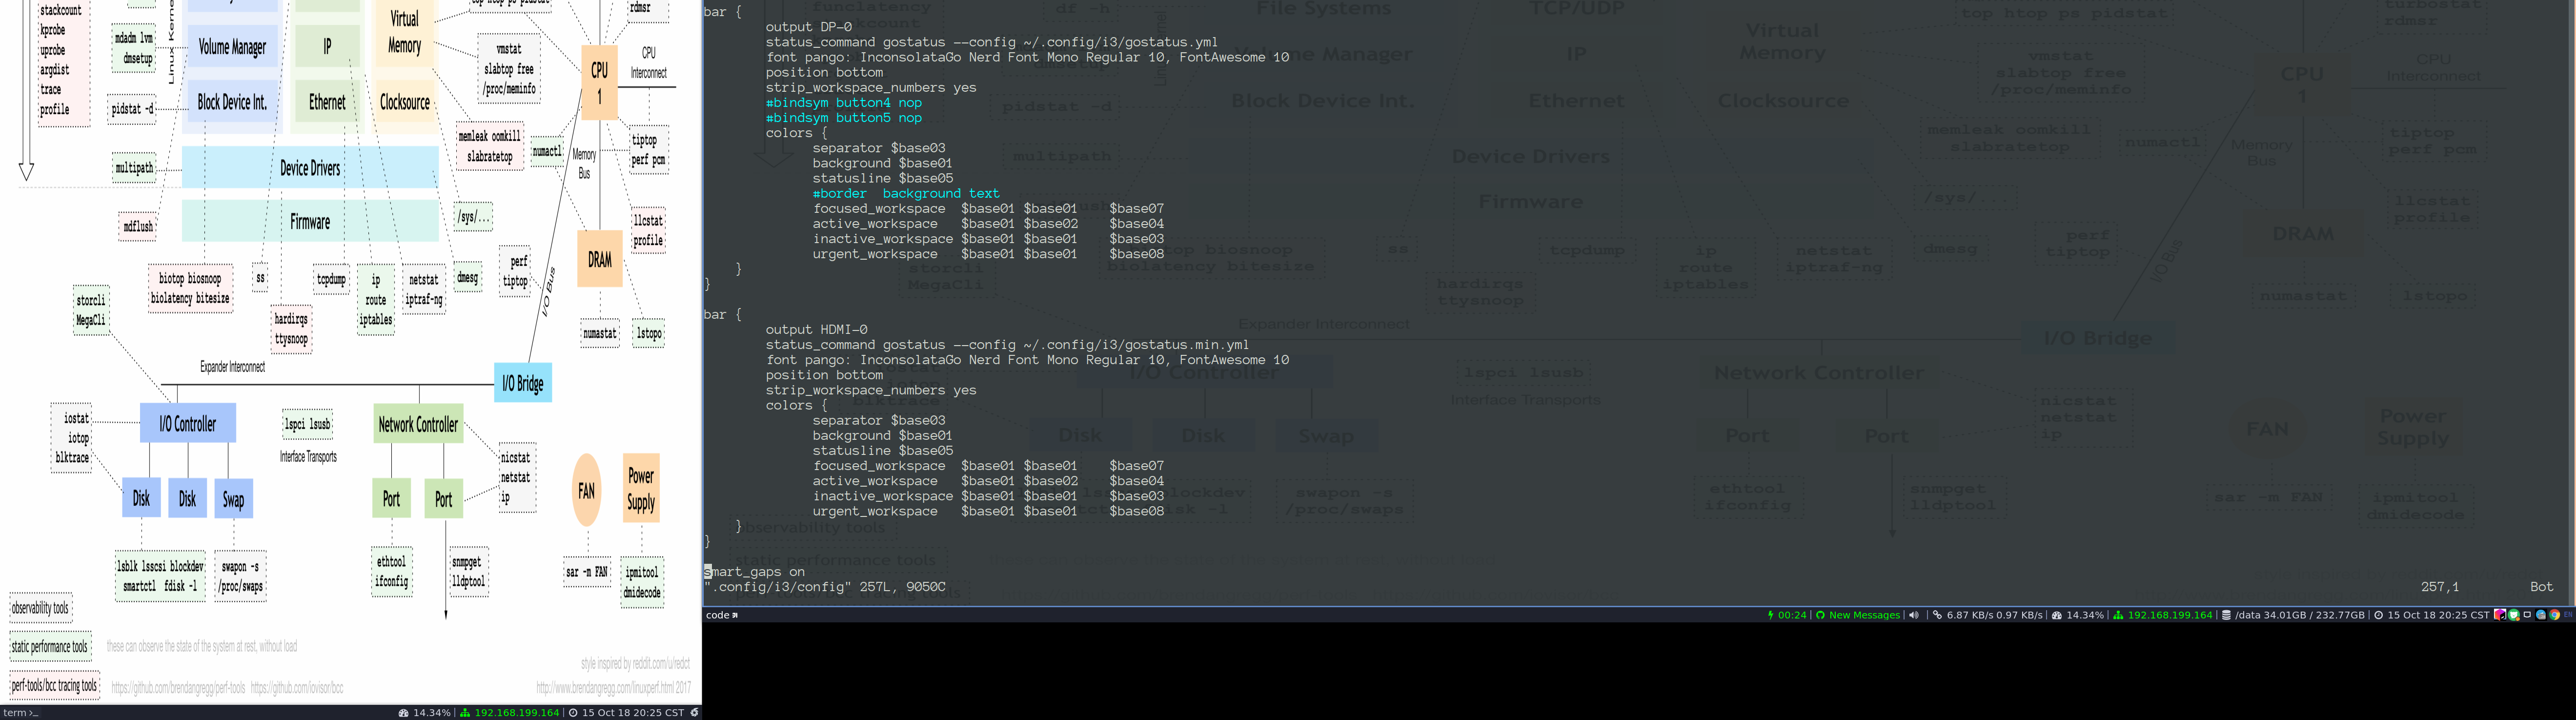 stackcount
kprobe
uprobe
argdist
trace
profile
Linux Kernel
mdadm lvm
dmsetup
pidstat -d
multipath
mdflush
Volume Manager
Block Device Int.
IP
Ethernet
Virtual
Memory
Clocksource
Device Drivers
Firmware
top htop ps pidstat
vmstat
slabtop free
/proc/meminfo
memleak oomkill
slabratetop
rdmsr
CPU
1
CPU
Interconnect
numactl
Memory
Bus
tiptop
perf pcm
llcstat
profile
DRAM
/sys/...
perf
tiptop
I/O Bus
numastat
lstopo
biotop biosnoop
biolatency bitesize
ss
hardirqs
ttysnoop
tcpdump
ip
route
iptables
netstat
iptraf-ng
dmesg
storcli
MegaCli
Expander Interconnect
I/O Bridge
iostat
iotop
blktrace
I/O Controller
lspci lsusb
Interface Transports
Network Controller
nicstat
netstat
ip
Disk
Disk
Swap
Port
Port
FAN
Power
Supply
lsblk lsscsi blockdev
smartctl fdisk -l
swapon -s
/proc/swaps
ethtool
ifconfig
snmpget
lldptool
sar -m FAN
ipmitool
dmidecode
observability tools
static performance tools
these can observe the state of the system at rest, without load
perf-tools/bcc tracing tools
https://github.com/brendangregg/perf-tools https://github.com/iovisor/bcc
style inspired by reddit.com/u/redct
http://www.brendangregg.com/linuxperf.html 2017
term >_
14.34% | 192.168.199.164 | 15 Oct 18 20:25 CST
bar {
output DP-0
status_command gostatus --config ~/.config/i3/gostatus.yml
font pango: InconsolataGo Nerd Font Mono Regular 10, FontAwesome 10
position bottom
strip_workspace_numbers yes
#bindsym button4 nop
#bindsym button5 nop
colors {
separator $base03
background $base01
statusline $base05
#border background text
focused_workspace $base01 $base01 $base07
active_workspace $base01 $base02 $base04
inactive_workspace $base01 $base01 $base03
urgent_workspace $base01 $base01 $base08
}
}
bar {
output HDMI-0
status_command gostatus --config ~/.config/i3/gostatus.min.yml
font pango: InconsolataGo Nerd Font Mono Regular 10, FontAwesome 10
position bottom
strip_workspace_numbers yes
colors {
separator $base03
background $base01
statusline $base05
focused_workspace $base01 $base01 $base07
active_workspace $base01 $base02 $base04
inactive_workspace $base01 $base01 $base03
urgent_workspace $base01 $base01 $base08
}
}
smart_gaps on
".config/i3/config" 257L, 9050C
257,1 Bot
code
00:24 | New Messages | 6.87 KB/s 0.97 KB/s | 14.34% | 192.168.199.164 | /data 34.01GB / 232.77GB | 15 Oct 18 20:25 CST